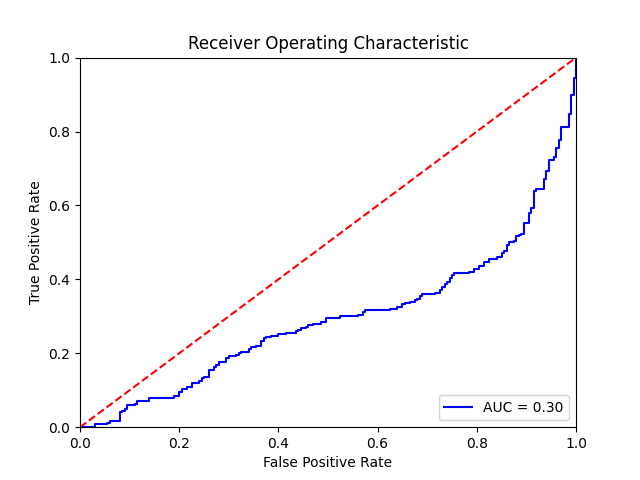 Receiver Operating Characteristic
1.0
0.8
0.6
0.4
0.2
0.0
True Positive Rate
AUC = 0.30
0.0 0.2 0.4 0.6 0.8 1.0
False Positive Rate